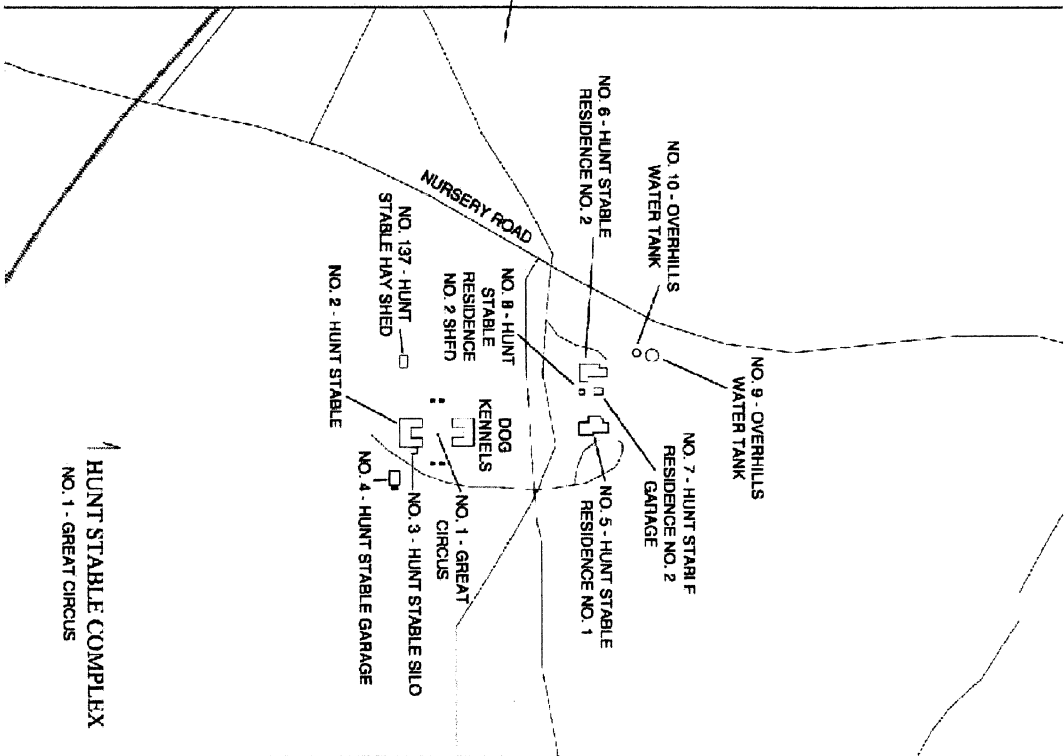 NO. 9 - OVERHILLS
WATER TANK
NO. 10 - OVERHILLS
WATER TANK
NO. 7 - HUNT STABLE
RESIDENCE NO. 2
GARAGE
NO. 6 - HUNT STABLE
RESIDENCE NO. 2
NO. 5 - HUNT STABLE
RESIDENCE NO. 1
NURSERY ROAD
NO. 8 - HUNT
STABLE
RESIDENCE
NO. 2 SHED
DOG
KENNELS
NO. 1 - GREAT
CIRCUS
NO. 3 - HUNT STABLE SILO
NO. 137 - HUNT
STABLE HAY SHED
NO. 4 - HUNT STABLE GARAGE
NO. 2 - HUNT STABLE
1 HUNT STABLE COMPLEX
NO. 1 - GREAT CIRCUS